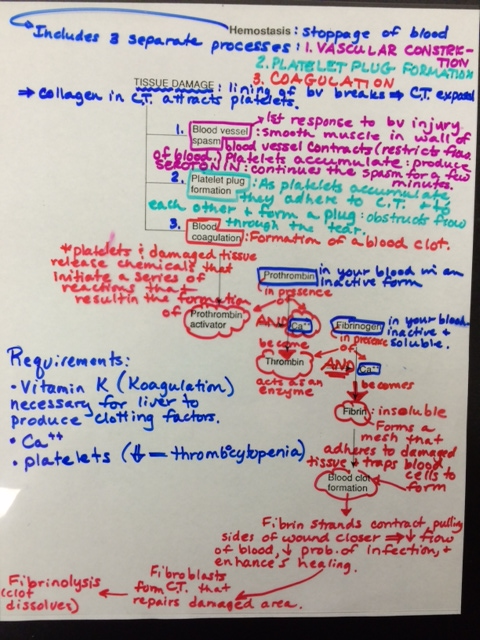 Hemostasis: stoppage of blood
Includes 3 separate processes: 1. VASCULAR CONSTRIC-
TION
2. PLATELET PLUG FORMATION
3. COAGULATION
TISSUE DAMAGE: lining of bv breaks ⇒ C.T. exposed
⇒ collagen in C.T. attracts platelets.
1st response to bv injury
1. Blood vessel spasm: smooth muscle in wall of
blood vessel contracts (restricts flow
of blood.) Platelets accumulate: produce
SEROTONIN: continues the spasm for a few
minutes.
2. Platelet plug formation: As platelets accumulate
they adhere to C.T. + to
each other + form a plug: obstructs flow
through the tear.
3. Blood coagulation: Formation of a blood clot.
* platelets & damaged tissue
release chemicals that
initiate a series of
reactions that
result in the formation
of
Prothrombin
activator
Prothrombin in your blood in an
inactive form
in presence
AND Ca++
become
Thrombin
acts as an
enzyme
Fibrinogen in your blood
inactive +
soluble.
in presence
of
AND Ca++
becomes
Fibrin: insoluble
Forms a
mesh that
adheres to damaged
tissue + traps blood
cells to
form
Blood clot
formation
Requirements:
• Vitamin K (Koagulation)
necessary for liver to
produce clotting factors.
• Ca++
• platelets (↓ = thrombocytopenia)
Fibrin strands contract, pulling
sides of wound closer ⇒ ↓ flow
of blood, ↓ prob. of infection, +
enhance's healing.
Fibroblasts
form C.T. that
repairs damaged area.
Fibrinolysis
(clot
dissolves)